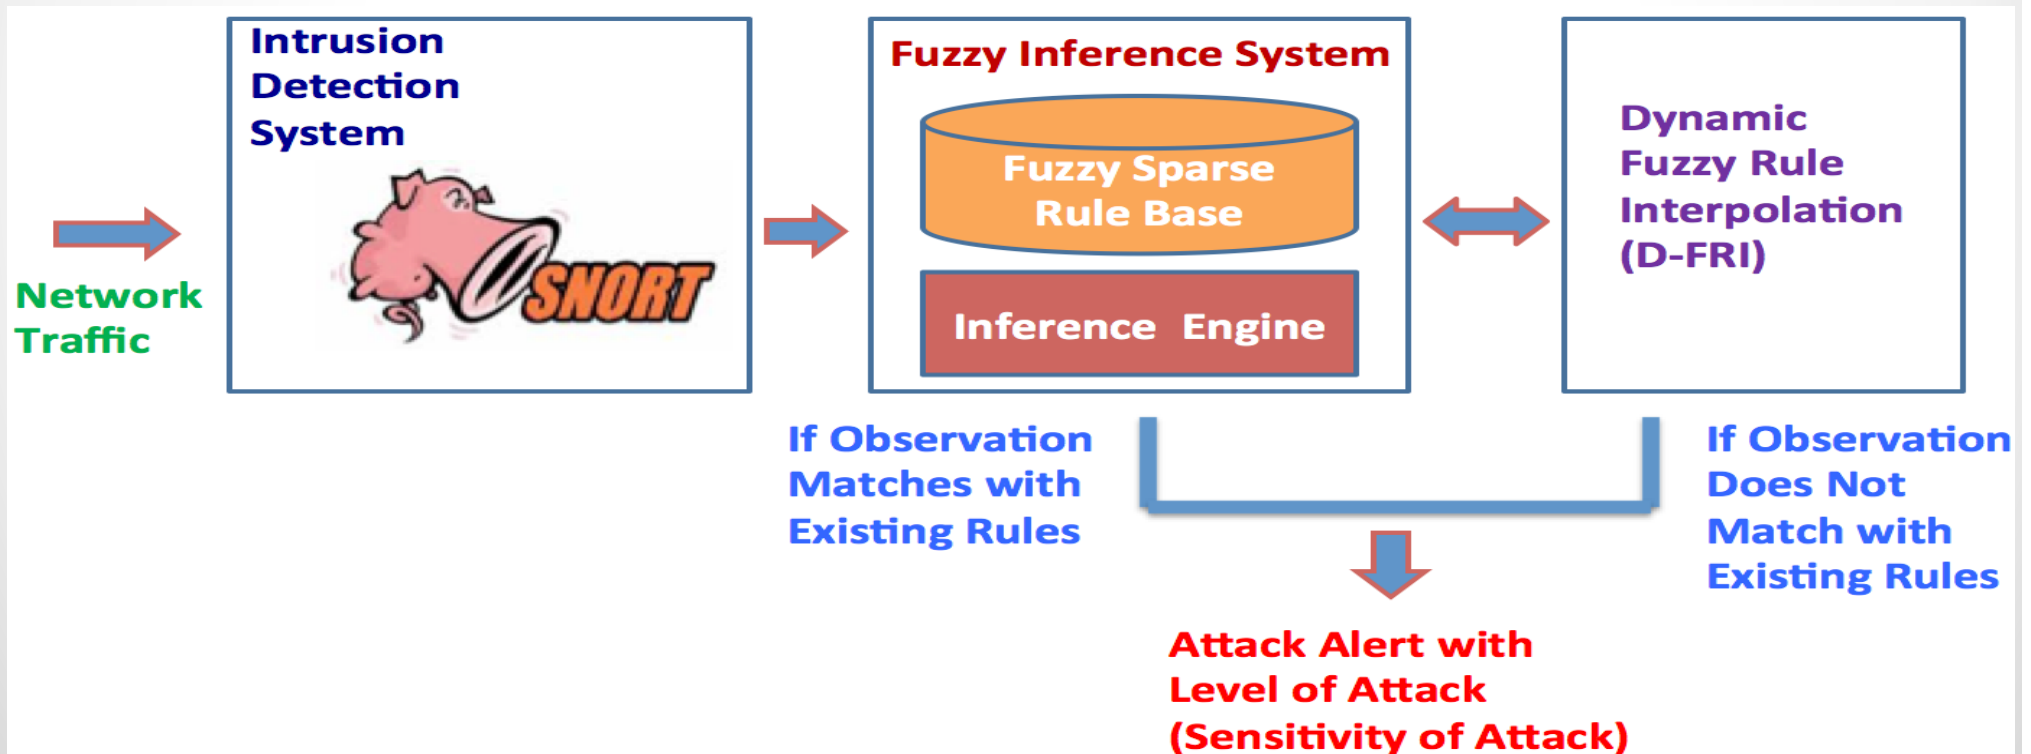 Intrusion
Detection
System
SNORT
Network
Traffic
Fuzzy Inference System
Fuzzy Sparse
Rule Base
Inference Engine
Dynamic
Fuzzy Rule
Interpolation
(D-FRI)
If Observation
Matches with
Existing Rules
If Observation
Does Not
Match with
Existing Rules
Attack Alert with
Level of Attack
(Sensitivity of Attack)